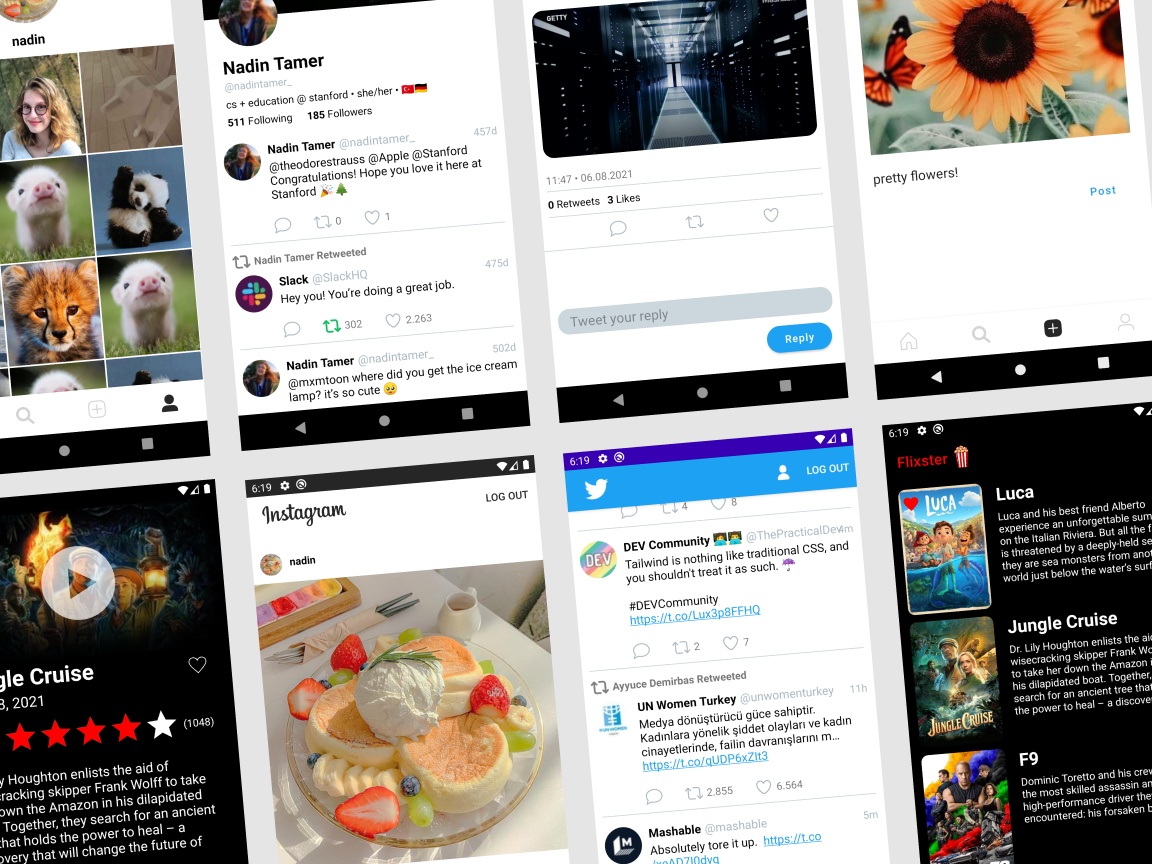 nadin
Nadin Tamer
@nadintamer_
cs + education @ stanford • she/her • 🇹🇷🇩🇪
511 Following 185 Followers
Nadin Tamer @nadintamer_ 457d
@theodorestrauss @Apple @Stanford
Congratulations! Hope you love it here at
Stanford 🎉🌲
0 1
Nadin Tamer Retweeted
Slack @SlackHQ 475d
Hey you! You're doing a great job.
302 2.263
Nadin Tamer @nadintamer_ 502d
@mxmtoon where did you get the ice cream
lamp? it's so cute 🥺
GETTY
11:47 • 06.08.2021
0 Retweets 3 Likes
Tweet your reply
Reply
pretty flowers!
Post
gle Cruise
8, 2021
(1048)
y Houghton enlists the aid of
cracking skipper Frank Wolff to take
own the Amazon in his dilapidated
Together, they search for an ancient
that holds the power to heal – a
overy that will change the future of
6:19
Instagram
LOG OUT
nadin
6:19
LOG OUT
4 8
DEV Community 👩‍💻👨‍💻 @ThePracticalDev 4m
DEV
Tailwind is nothing like traditional CSS, and
you shouldn't treat it as such. ☂️
#DEVCommunity
https://t.co/Lux3p8FFHQ
2 7
Ayyuce Demirbas Retweeted
UN Women Turkey @unwomenturkey 11h
Medya dönüştürücü güce sahiptir.
Kadınlara yönelik şiddet olayları ve kadın
cinayetlerinde, failin davranışlarını m...
https://t.co/qUDP6xZIt3
2.855 6.564
Mashable @mashable 5m
Absolutely tore it up. https://t.co
6:19
Flixster 🍿
LUCA
Luca
Luca and his best friend Alberto
experience an unforgettable sum
on the Italian Riviera. But all the f
is threatened by a deeply-held se
they are sea monsters from anot
world just below the water's surf
JUNGLE CRUISE
Jungle Cruise
Dr. Lily Houghton enlists the aid
wisecracking skipper Frank Wo
to take her down the Amazon i
his dilapidated boat. Together,
search for an ancient tree that
the power to heal – a discover
F9
Dominic Toretto and his crew
the most skilled assassin an
high-performance driver the
encountered: his forsaken b